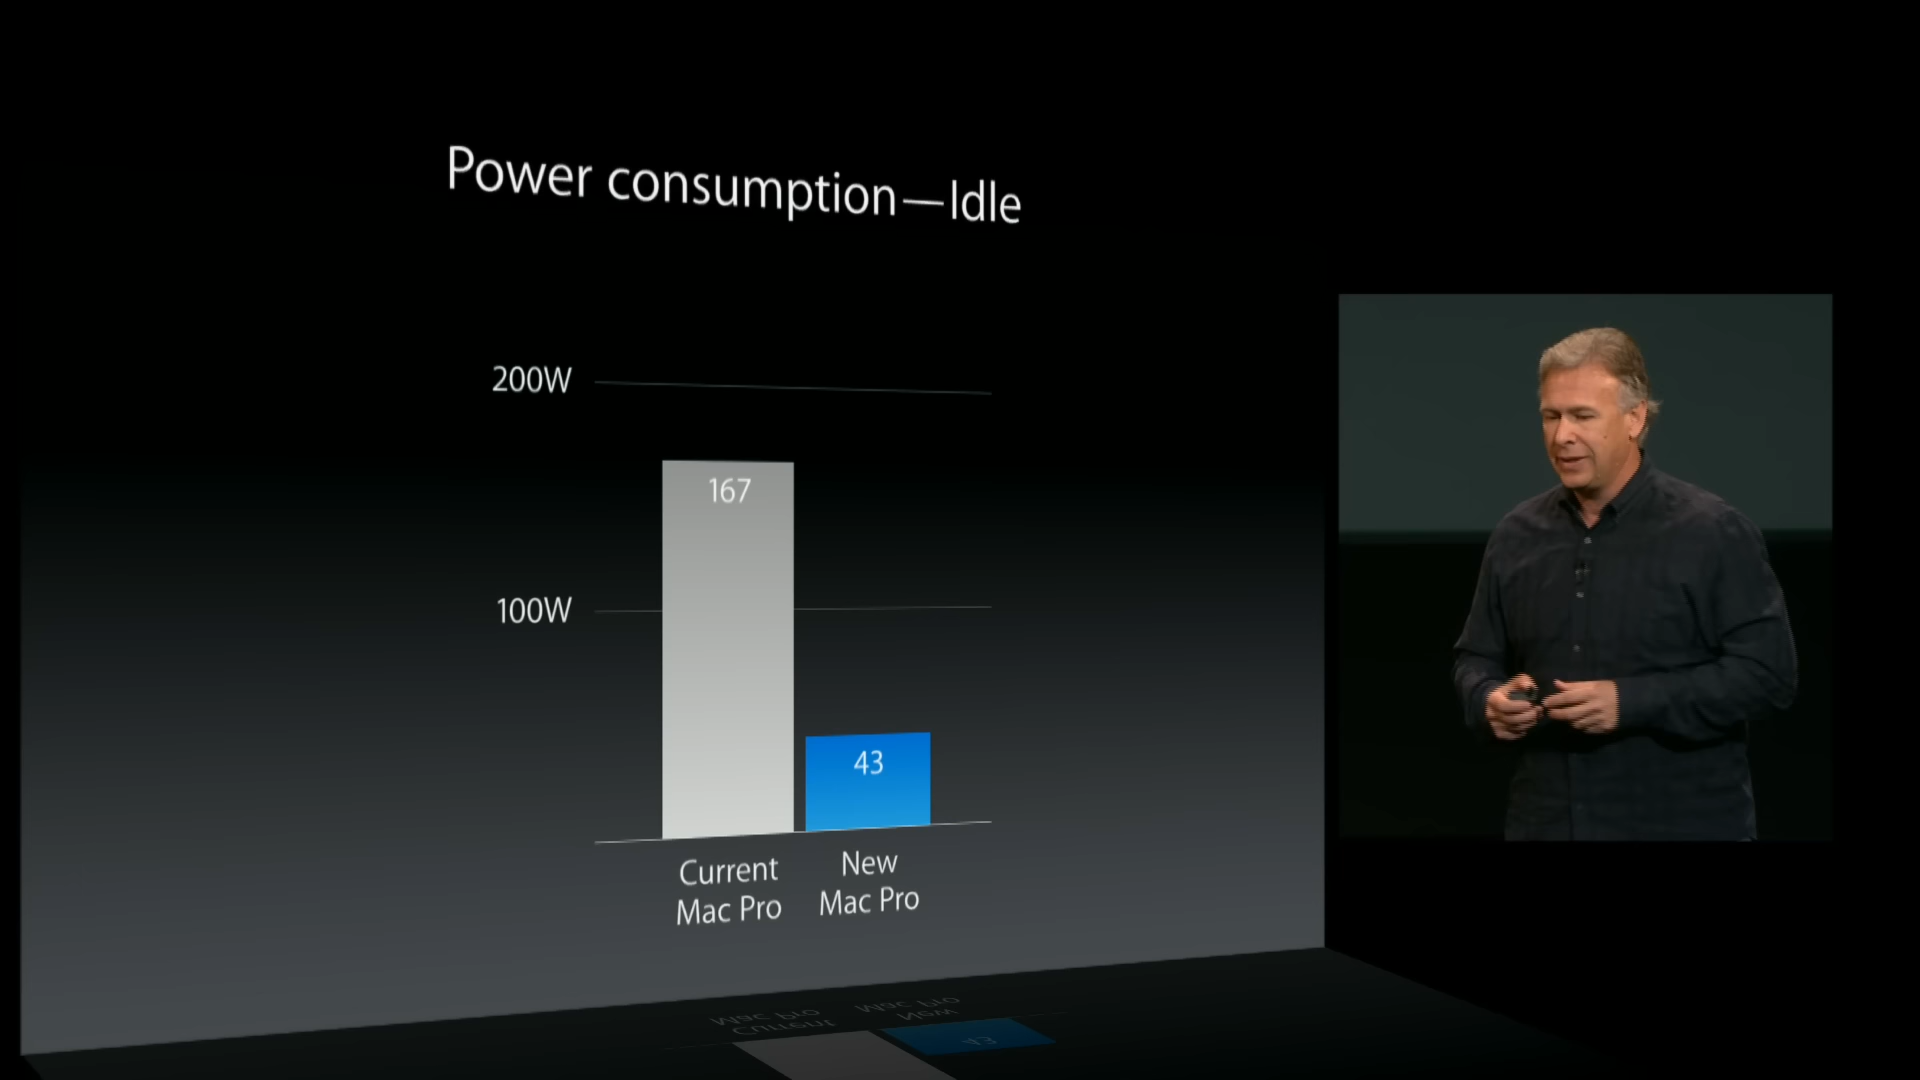 Power consumption—Idle
200W
167
100W
43
Current
Mac Pro
New
Mac Pro